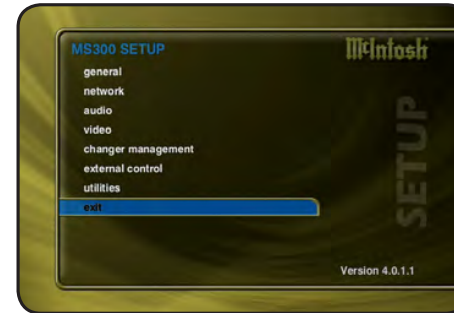 MS300 SETUP
McIntosh
general
network
audio
video
changer management
external control
utilities
exit
SETUP
Version 4.0.1.1